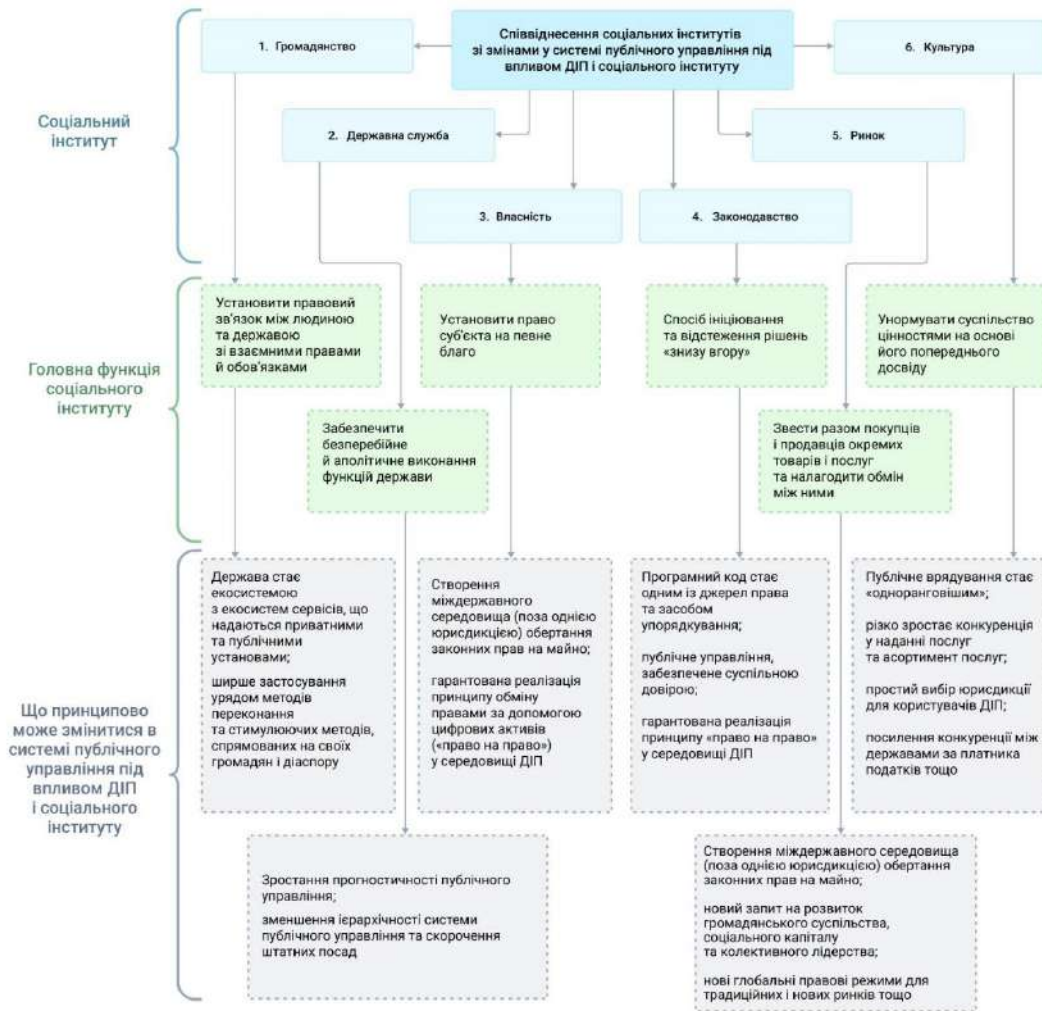 Співвіднесення соціальних інститутів
зі змінами у системі публічного управління під
впливом ДІП і соціального інституту
1. Громадянство
6. Культура
2. Державна служба
5. Ринок
3. Власність
4. Законодавство
Соціальний
інститут
Головна функція
соціального
інституту
Установити правовий
зв'язок між людиною
та державою
зі взаємними правами
й обов'язками
Установити право
суб'єкта на певне
благо
Спосіб ініціювання
та відстеження рішень
«знизу вгору»
Унормувати суспільство
цінностями на основі
його попереднього
досвіду
Забезпечити
безперебійне
й аполітичне виконання
функцій держави
Звести разом покупців
і продавців окремих
товарів і послуг
та налагодити обмін
між ними
Що принципово
може змінитися в
системі публічного
управління під
впливом ДІП
і соціального
інституту
Держава стає
екосистемою
з екосистем сервісів, що
надаються приватними
та публічними
установами;
ширше застосування
урядом методів
переконання
та стимулюючих методів,
спрямованих на своїх
громадян і діаспору
Створення
міждержавного
середовища (поза однією
юрисдикцією) обертання
законних прав на майно;
гарантована реалізація
принципу обміну
правами за допомогою
цифрових активів
(«право на право»)
у середовищі ДІП
Програмний код стає
одним із джерел права
та засобом
упорядкування;
публічне управління,
забезпечене суспільною
довірою;
гарантована реалізація
принципу «право на право»
у середовищі ДІП
Публічне врядування стає
«одноранговішим»;
різко зростає конкуренція
у наданні послуг
та асортимент послуг;
простий вибір юрисдикції
для користувачів ДІП;
посилення конкуренції між
державами за платника
податків тощо
Зростання прогностичності публічного
управління;
зменшення ієрархічності системи
публічного управління та скорочення
штатних посад
Створення міждержавного середовища
(поза однією юрисдикцією) обертання
законних прав на майно;
новий запит на розвиток
громадянського суспільства,
соціального капіталу
та колективного лідерства;
нові глобальні правові режими для
традиційних і нових ринків тощо